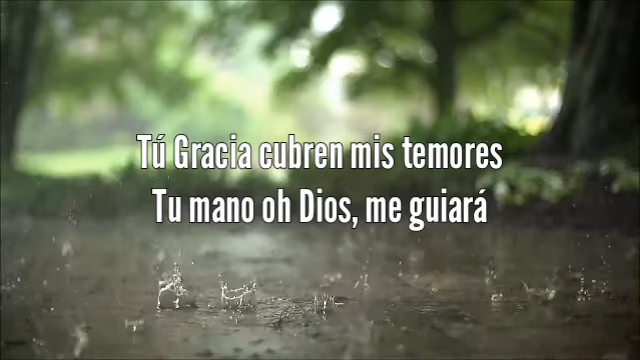 Tú Gracia cubren mis temores
Tu mano oh Dios, me guiará